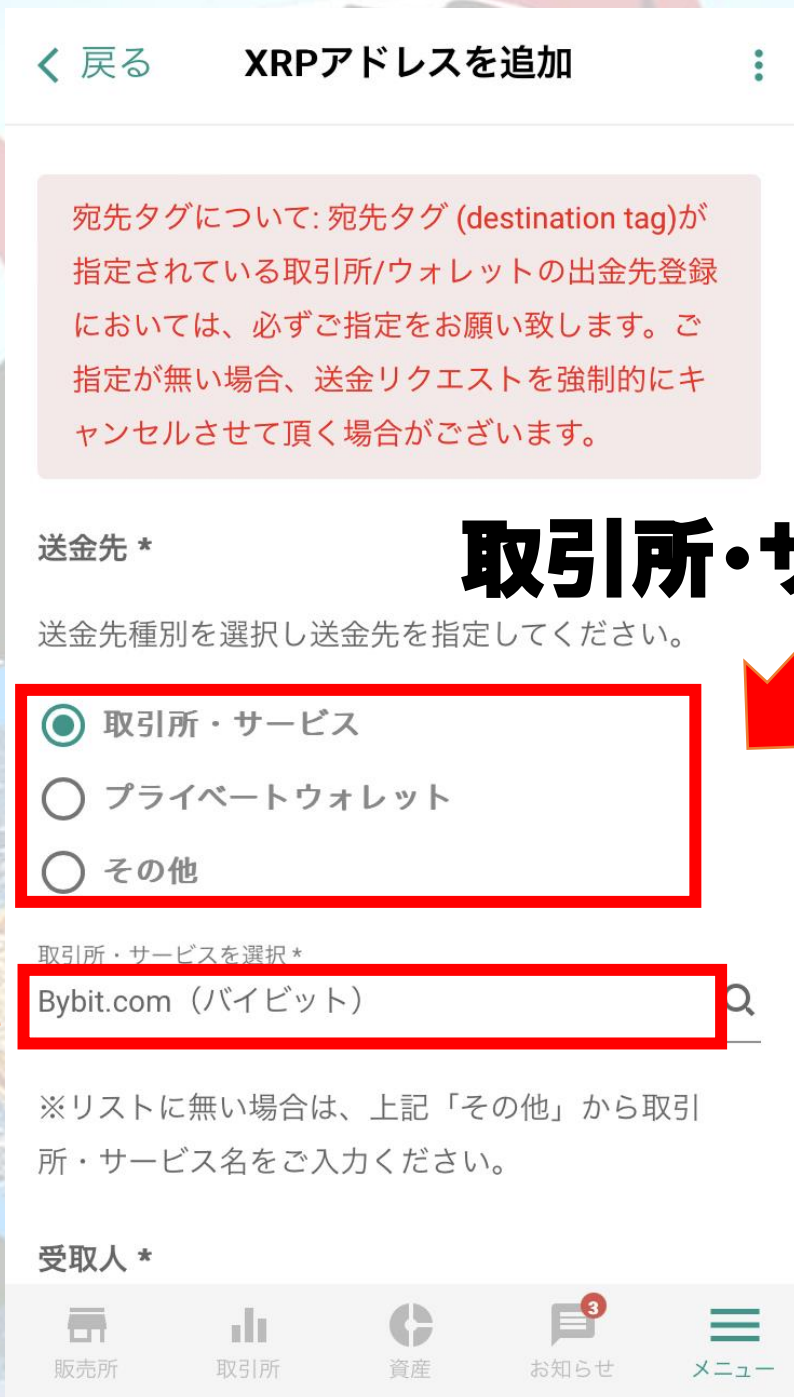 戻る XRPアドレスを追加
宛先タグについて: 宛先タグ (destination tag)が
指定されている取引所/ウォレットの出金先登録
においては、必ずご指定をお願い致します。ご
指定が無い場合、送金リクエストを強制的にキ
ャンセルさせて頂く場合がございます。
送金先 *
取引所・サ
送金先種別を選択し送金先を指定してください。
取引所・サービス
プライベートウォレット
その他
取引所・サービスを選択 *
Bybit.com（バイビット）
※リストに無い場合は、上記「その他」から取引
所・サービス名をご入力ください。
受取人 *
3
販売所 取引所 資産 お知らせ メニュー